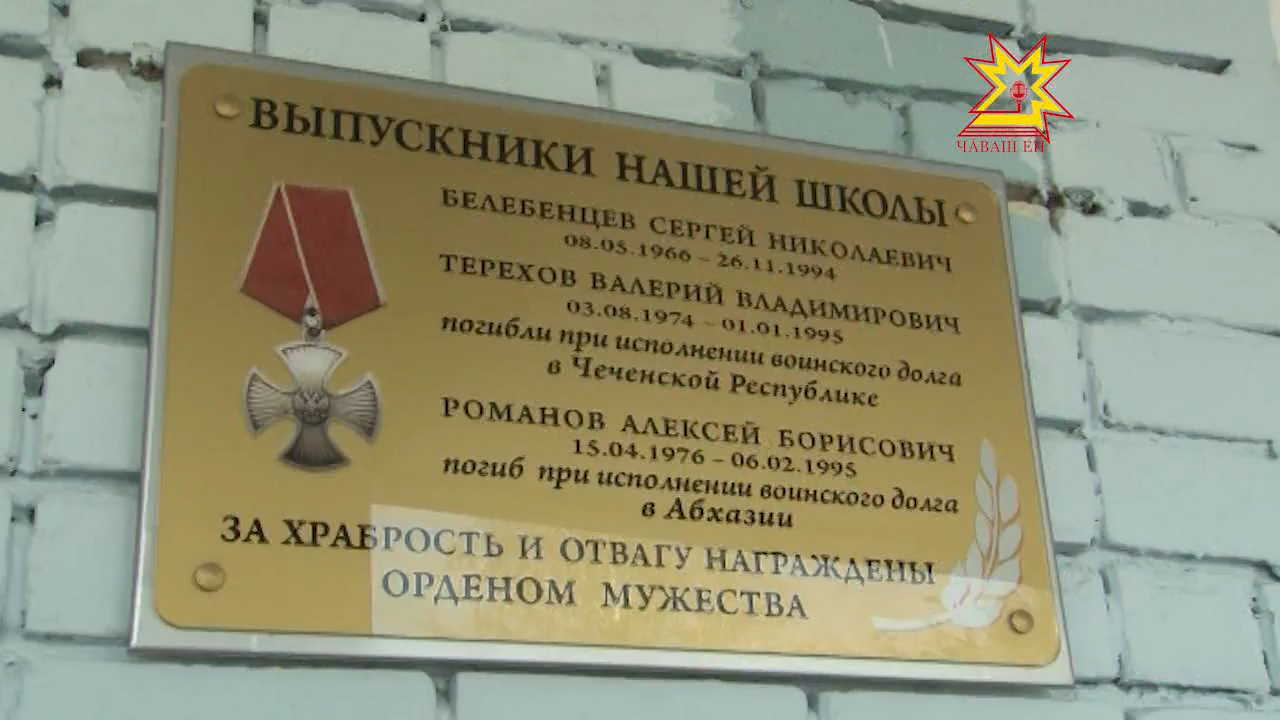 ЧӐВАШ ЕН
ВЫПУСКНИКИ НАШЕЙ ШКОЛЫ
БЕЛЕБЕНЦЕВ СЕРГЕЙ НИКОЛАЕВИЧ
08.05.1966 – 26.11.1994
ТЕРЕХОВ ВАЛЕРИЙ ВЛАДИМИРОВИЧ
03.08.1974 – 01.01.1995
погибли при исполнении воинского долга
в Чеченской Республике
РОМАНОВ АЛЕКСЕЙ БОРИСОВИЧ
15.04.1976 – 06.02.1995
погиб при исполнении воинского долга
в Абхазии
ЗА ХРАБРОСТЬ И ОТВАГУ НАГРАЖДЕНЫ
ОРДЕНОМ МУЖЕСТВА